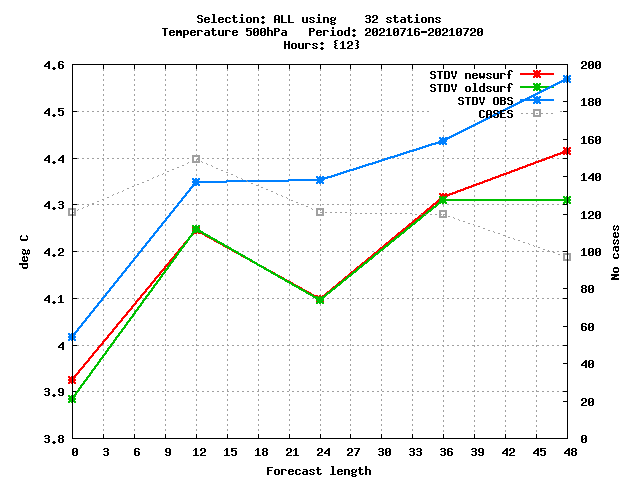 Selection: ALL using    32 stations
Temperature 500hPa   Period: 20210716-20210720
Hours: {12}
STDV newsurf
STDV oldsurf
STDV OBS
CASES
4.6
4.5
4.4
4.3
4.2
4.1
4
3.9
3.8
deg C
200
180
160
140
120
100
80
60
40
20
0
No cases
0 3 6 9 12 15 18 21 24 27 30 33 36 39 42 45 48
Forecast length